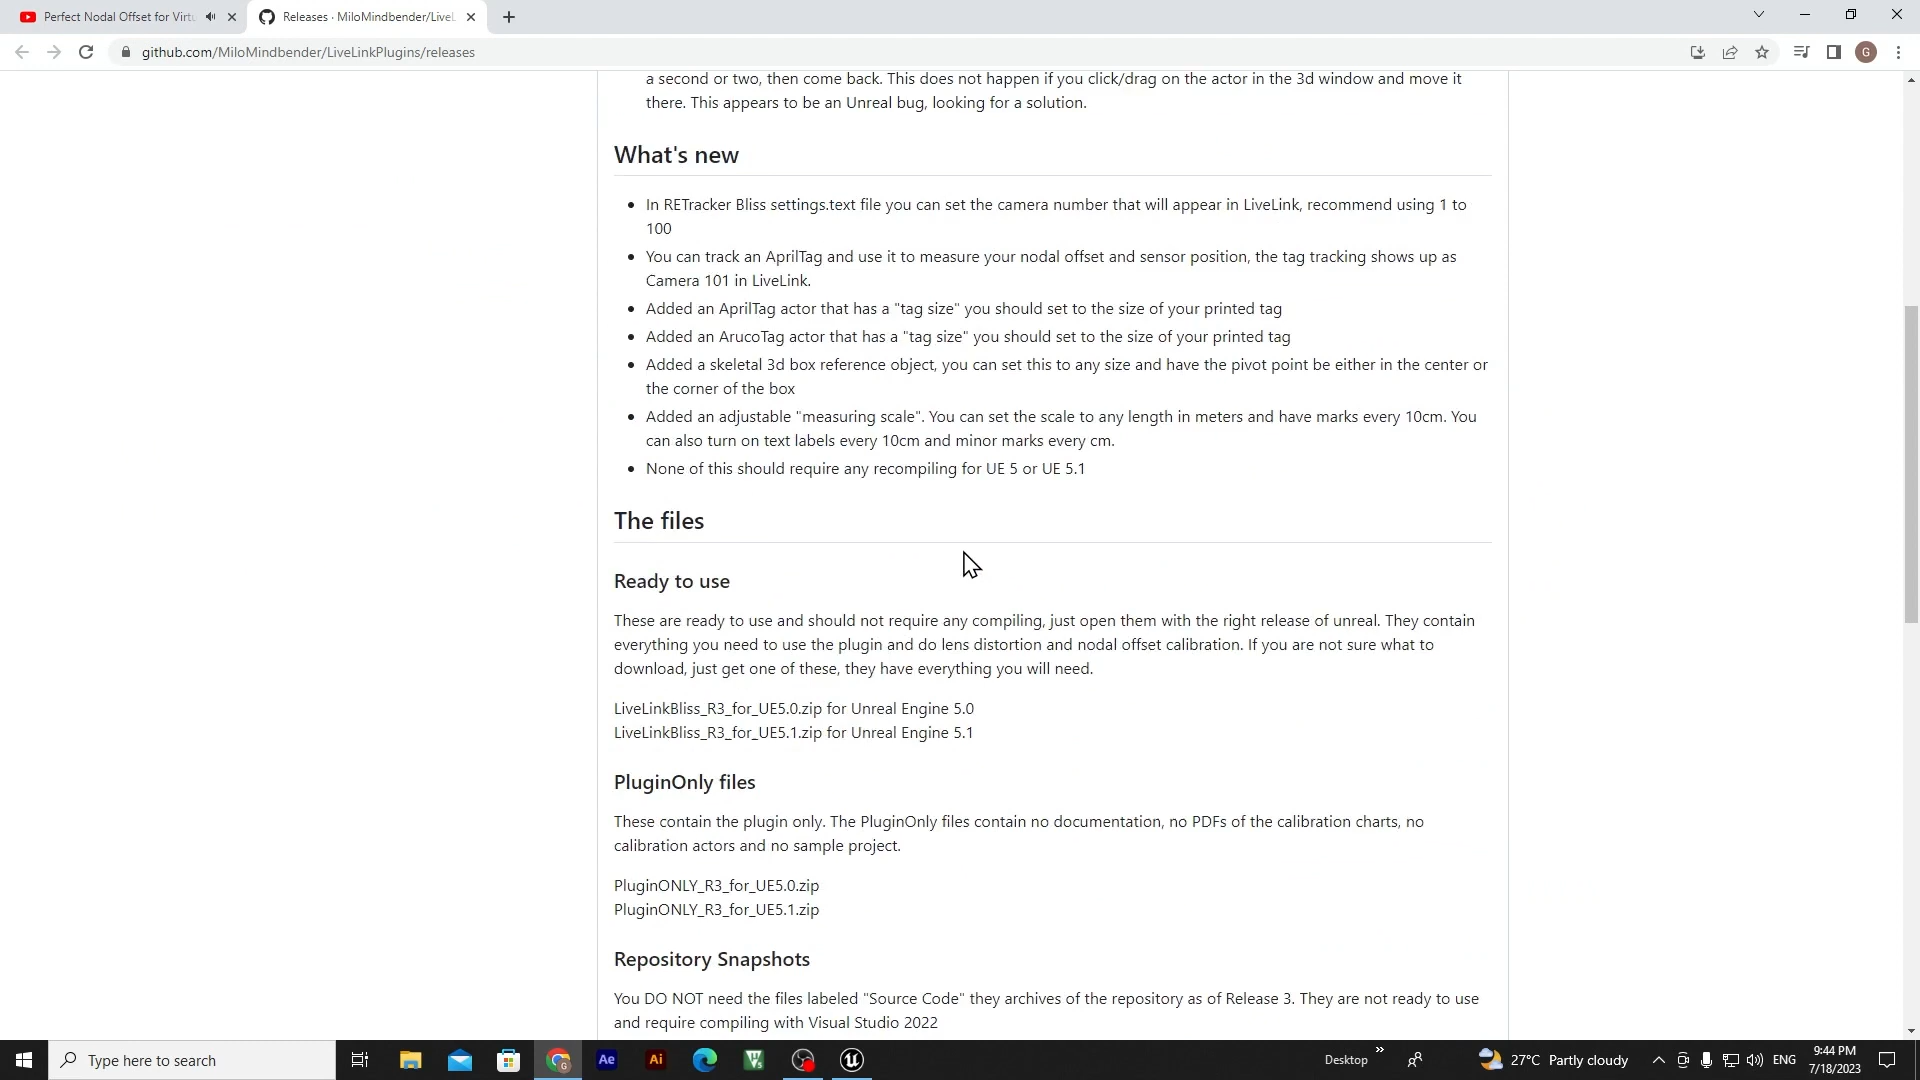 Perfect Nodal Offset for Virtu
Releases · MiloMindbender/LiveL
github.com/MiloMindbender/LiveLinkPlugins/releases
G
a second or two, then come back. This does not happen if you click/drag on the actor in the 3d window and move it
there. This appears to be an Unreal bug, looking for a solution.
What's new
In RETracker Bliss settings.text file you can set the camera number that will appear in LiveLink, recommend using 1 to
100
You can track an AprilTag and use it to measure your nodal offset and sensor position, the tag tracking shows up as
Camera 101 in LiveLink.
Added an AprilTag actor that has a "tag size" you should set to the size of your printed tag
Added an ArucoTag actor that has a "tag size" you should set to the size of your printed tag
Added a skeletal 3d box reference object, you can set this to any size and have the pivot point be either in the center or
the corner of the box
Added an adjustable "measuring scale". You can set the scale to any length in meters and have marks every 10cm. You
can also turn on text labels every 10cm and minor marks every cm.
None of this should require any recompiling for UE 5 or UE 5.1
The files
Ready to use
These are ready to use and should not require any compiling, just open them with the right release of unreal. They contain
everything you need to use the plugin and do lens distortion and nodal offset calibration. If you are not sure what to
download, just get one of these, they have everything you will need.
LiveLinkBliss_R3_for_UE5.0.zip for Unreal Engine 5.0
LiveLinkBliss_R3_for_UE5.1.zip for Unreal Engine 5.1
PluginOnly files
These contain the plugin only. The PluginOnly files contain no documentation, no PDFs of the calibration charts, no
calibration actors and no sample project.
PluginONLY_R3_for_UE5.0.zip
PluginONLY_R3_for_UE5.1.zip
Repository Snapshots
You DO NOT need the files labeled "Source Code" they archives of the repository as of Release 3. They are not ready to use
and require compiling with Visual Studio 2022
Type here to search
Ae
Ai
Desktop
27°C Partly cloudy
ENG
9:44 PM
7/18/2023